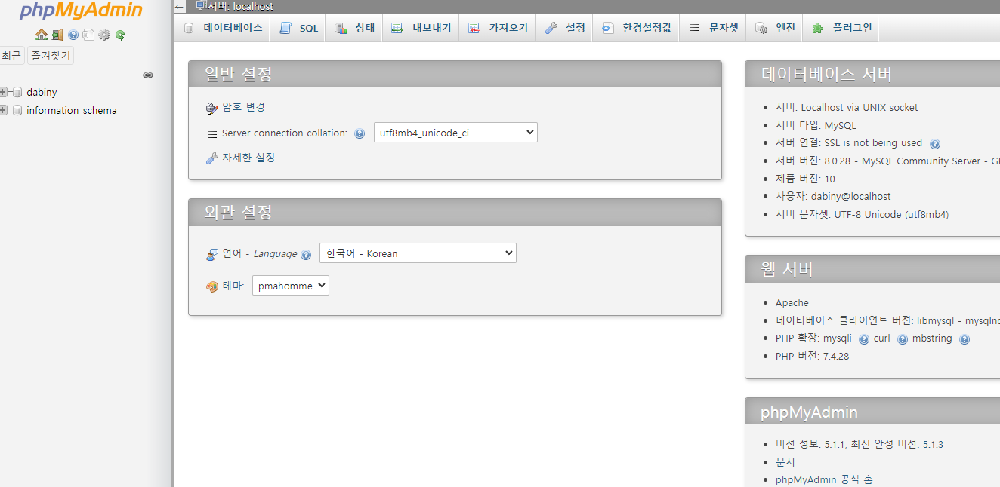 phpMyAdmin
최근 즐겨찾기
dabiny
information_schema
서버: localhost
데이터베이스 SQL 상태 내보내기 가져오기 설정 환경설정값 문자셋 엔진 플러그인
일반 설정
암호 변경
Server connection collation: utf8mb4_unicode_ci
자세한 설정
외관 설정
언어 - Language 한국어 - Korean
테마: pmahomme
데이터베이스 서버
서버: Localhost via UNIX socket
서버 타입: MySQL
서버 연결: SSL is not being used
서버 버전: 8.0.28 - MySQL Community Server -
제품 버전: 10
사용자: dabiny@localhost
서버 문자셋: UTF-8 Unicode (utf8mb4)
웹 서버
Apache
데이터베이스 클라이언트 버전: libmysql -
PHP 확장: mysqli curl mbstring
PHP 버전: 7.4.28
phpMyAdmin
버전 정보: 5.1.1, 최신 안정 버전: 5.1.3
문서
phpMyAdmin 공식 홈